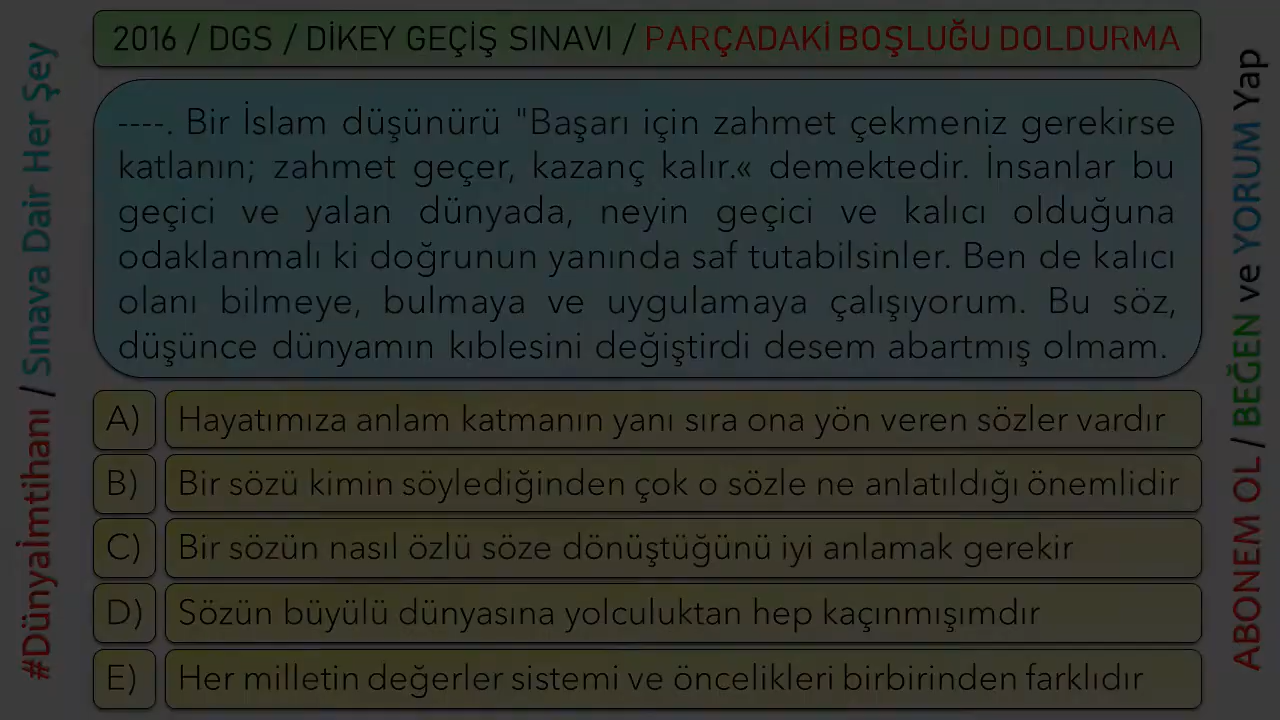 2016 / DGS / DİKEY GEÇİŞ SINAVI / PARÇADAKİ BOŞLUĞU DOLDURMA
----. Bir İslam düşünürü "Başarı için zahmet çekmeniz gerekirse
katlanın; zahmet geçer, kazanç kalır.« demektedir. İnsanlar bu
geçici ve yalan dünyada, neyin geçici ve kalıcı olduğuna
odaklanmalı ki doğrunun yanında saf tutabilsinler. Ben de kalıcı
olanı bilmeye, bulmaya ve uygulamaya çalışıyorum. Bu söz,
düşünce dünyamın kıblesini değiştirdi desem abartmış olmam.
A) Hayatımıza anlam katmanın yanı sıra ona yön veren sözler vardır
B) Bir sözü kimin söylediğinden çok o sözle ne anlatıldığı önemlidir
C) Bir sözün nasıl özlü söze dönüştüğünü iyi anlamak gerekir
D) Sözün büyülü dünyasına yolculuktan hep kaçınmışımdır
E) Her milletin değerler sistemi ve öncelikleri birbirinden farklıdır
#Dünyaİmtihanı / Sınava Dair Her Şey
ABONEM OL / BEĞEN ve YORUM Yap